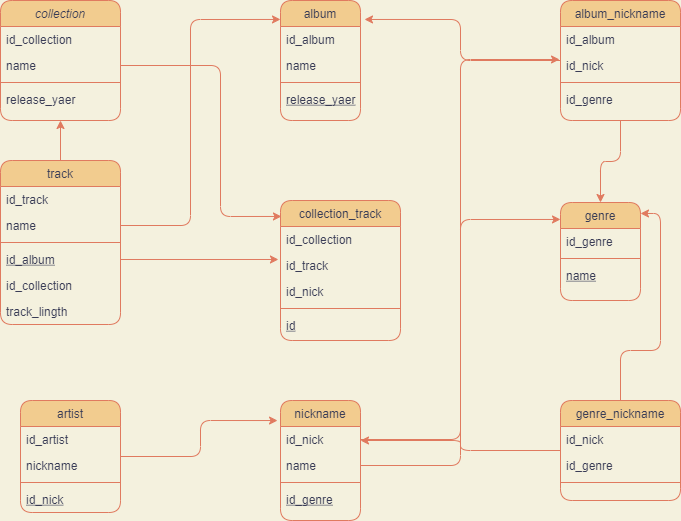 collection
id_collection
name
release_yaer
album
id_album
name
release_yaer
album_nickname
id_album
id_nick
id_genre
track
id_track
name
id_album
id_collection
track_lingth
collection_track
id_collection
id_track
id_nick
id
genre
id_genre
name
artist
id_artist
nickname
id_nick
nickname
id_nick
name
id_genre
genre_nickname
id_nick
id_genre